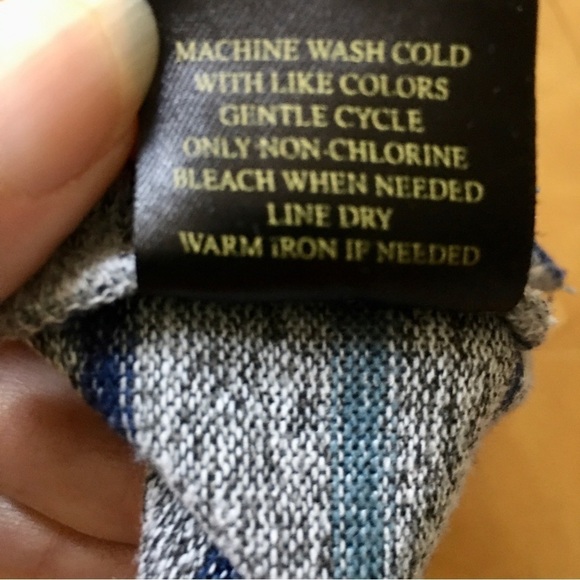 MACHINE WASH COLD
WITH LIKE COLORS
GENTLE CYCLE
ONLY NON-CHLORINE
BLEACH WHEN NEEDED
LINE DRY
WARM IRON IF NEEDED